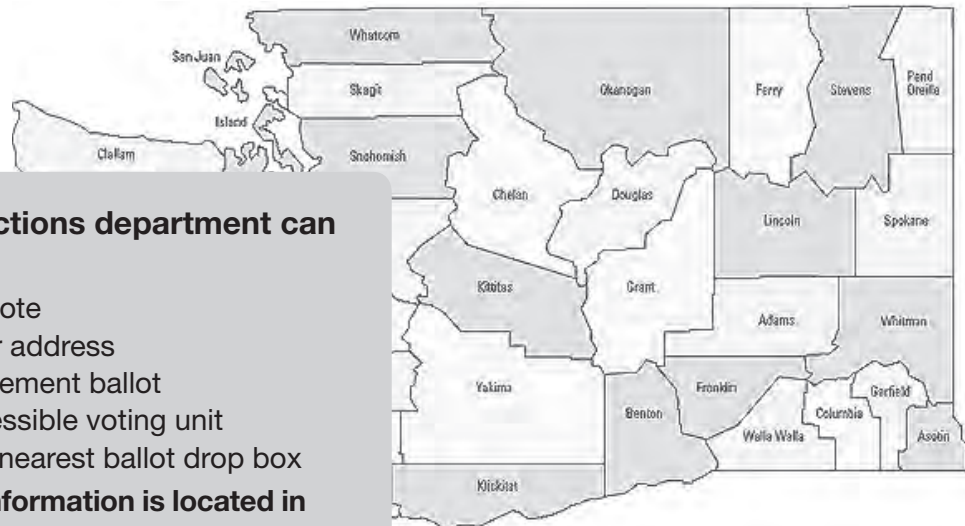 Whatcom
San Juan
Skagit
Okanogan
Ferry
Stevens
Pend
Oreille
Island
Clallam
Snohomish
Chelan
Douglas
Lincoln
Spokane
ctions department can
ote
r address
ement ballot
essible voting unit
nearest ballot drop box
nformation is located in
Kittitas
Grant
Adams
Whitman
Yakima
Benton
Franklin
Walla Walla
Columbia
Garfield
Asotin
Klickitat